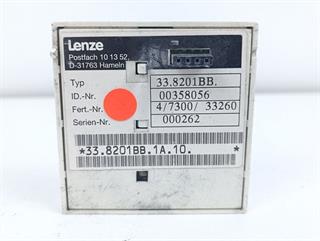 Lenze
Postfach 10 13 52
D-31763 Hameln
Typ 33.8201BB.
ID.-Nr. 00358056
Fert.-Nr. 4/7300/ 33260
Serien-Nr. 000262
*33.8201BB.1A.10. *